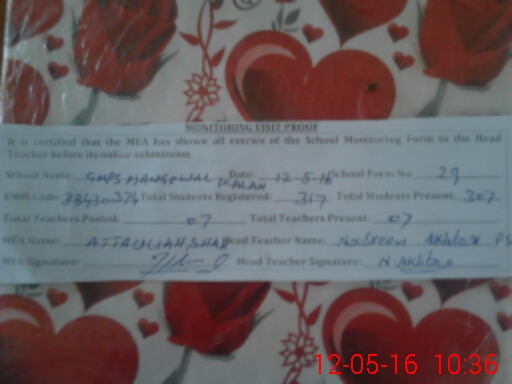 MONITORING VISIT PROOF
It is certified that the MEA has shown all entries of the School Monitoring Form to the Head
Teacher before its online submission
School Name: GMPS MANGOWAL KALAN Date: 12-5-16 School Form No: 29
EMIS Code: Total Students Registered: 317 Total Students Present: 307
Total Teachers Posted: 07 Total Teachers Present: 07
MEA Name: ATTAULLAH SHAH Head Teacher Name: Nasreen Akhtar PS
MEA Signature: Head Teacher Signature: N. Akhtar
12-05-16 10:36